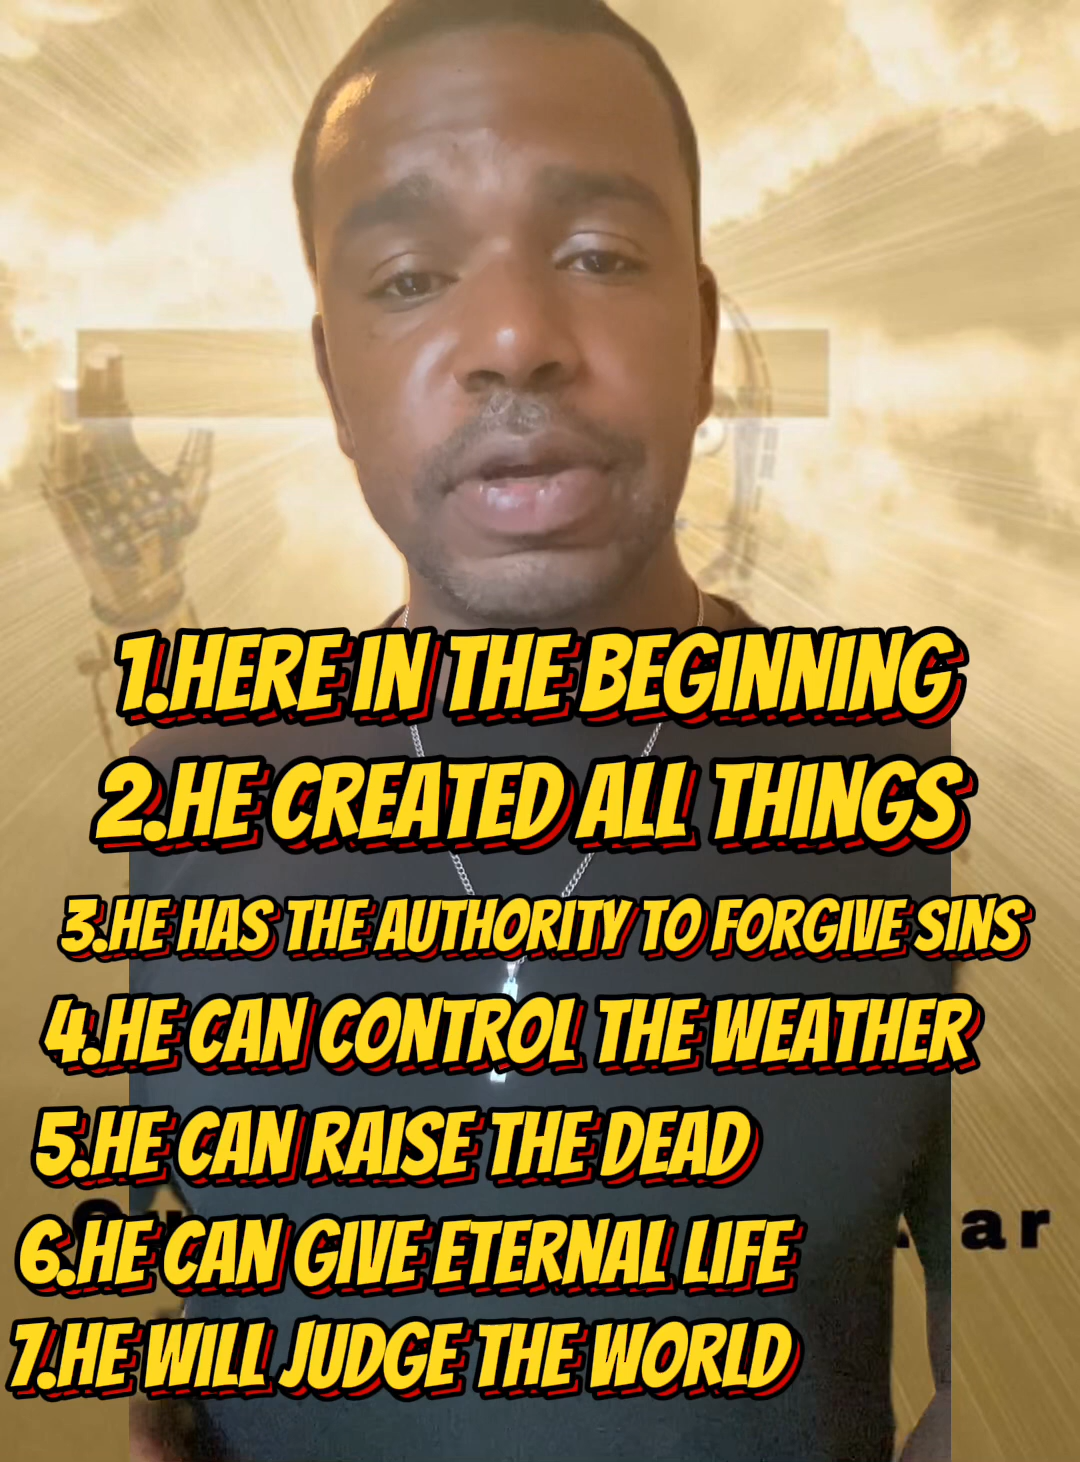 1.HERE IN THE BEGINNING
2.HE CREATED ALL THINGS
3.HE HAS THE AUTHORITY TO FORGIVE SINS
4.HE CAN CONTROL THE WEATHER
5.HE CAN RAISE THE DEAD
6.HE CAN GIVE ETERNAL LIFE
7.HE WILL JUDGE THE WORLD